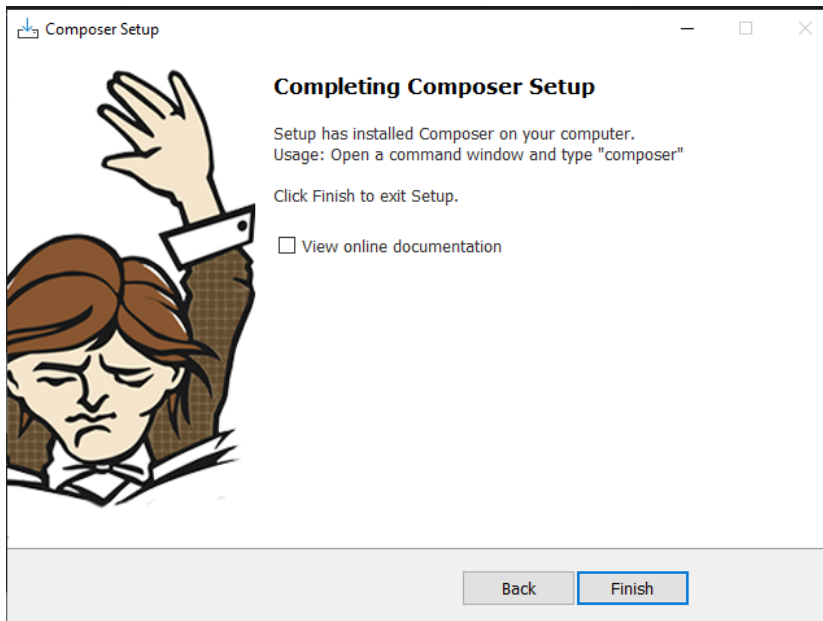 Composer Setup
Completing Composer Setup
Setup has installed Composer on your computer.
Usage: Open a command window and type "composer"
Click Finish to exit Setup.
View online documentation
Back
Finish